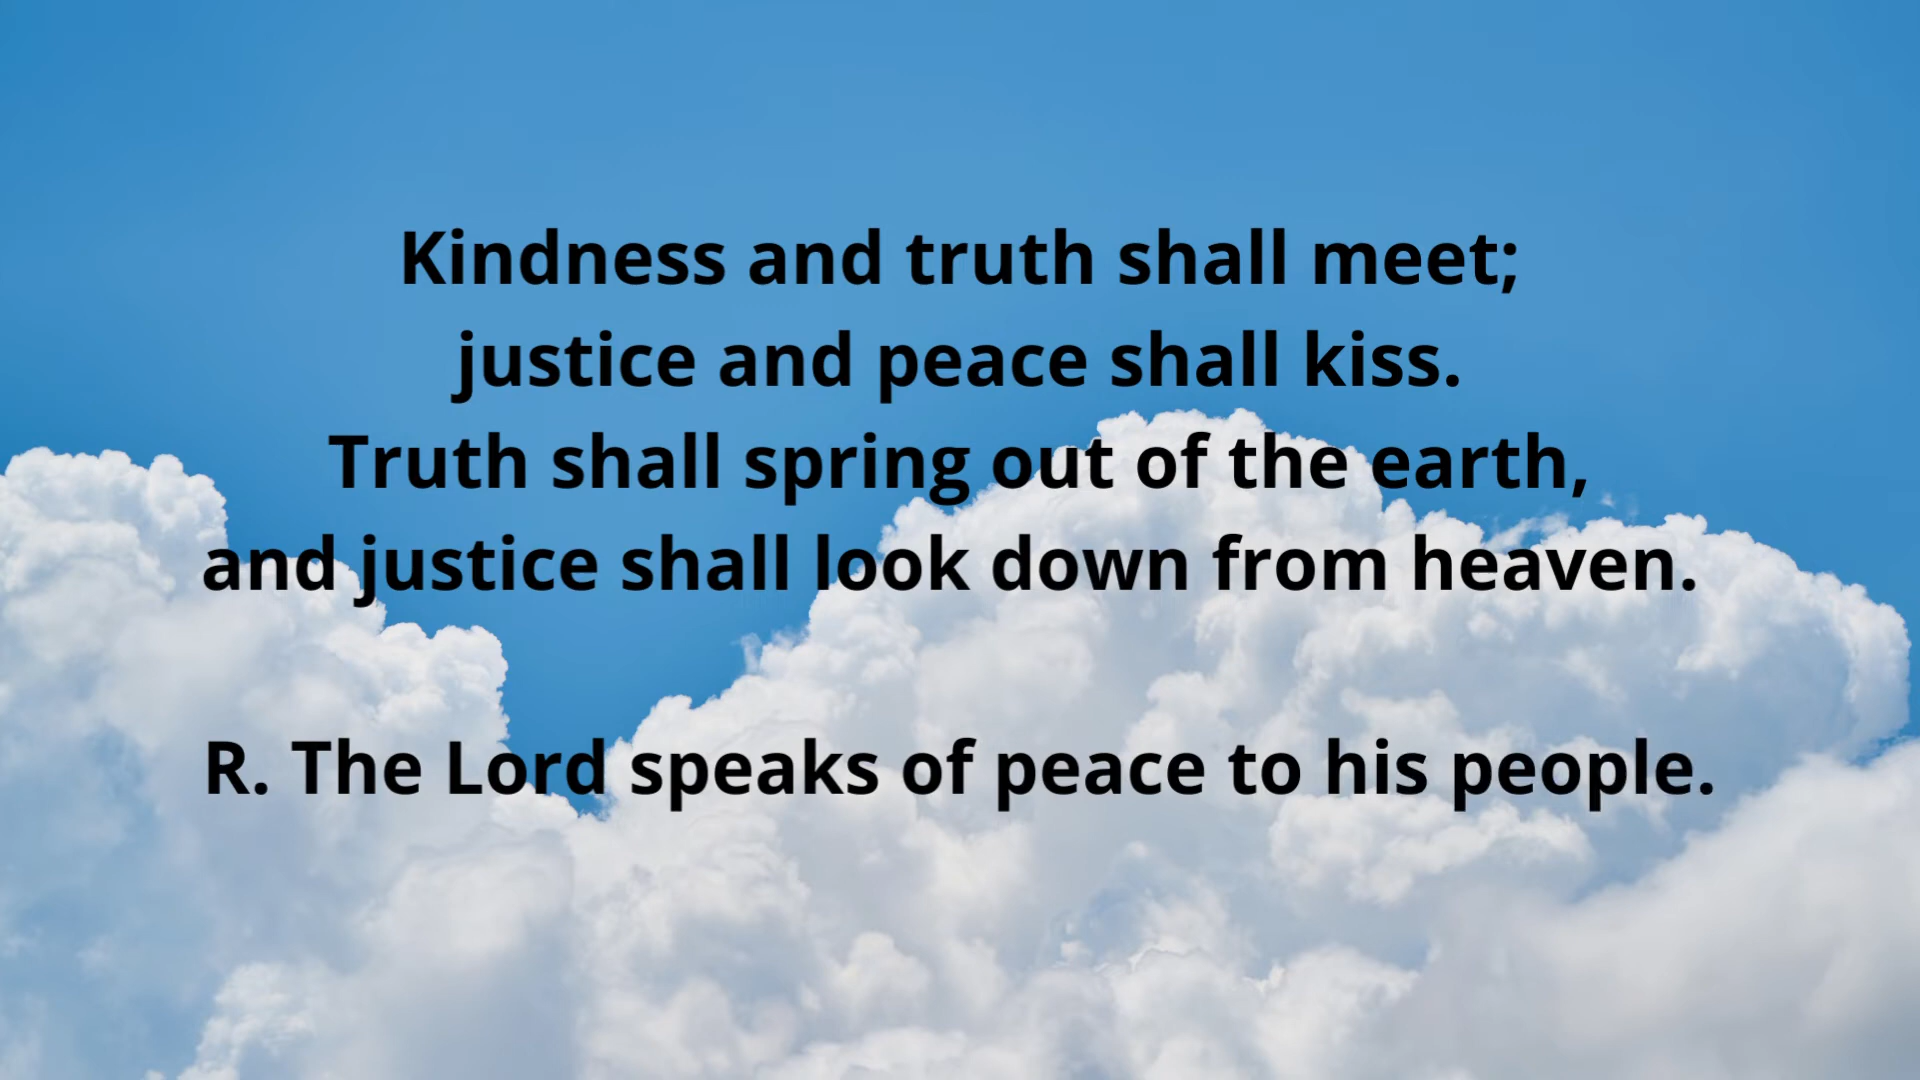 Kindness and truth shall meet;
justice and peace shall kiss.
Truth shall spring out of the earth,
and justice shall look down from heaven.
R. The Lord speaks of peace to his people.